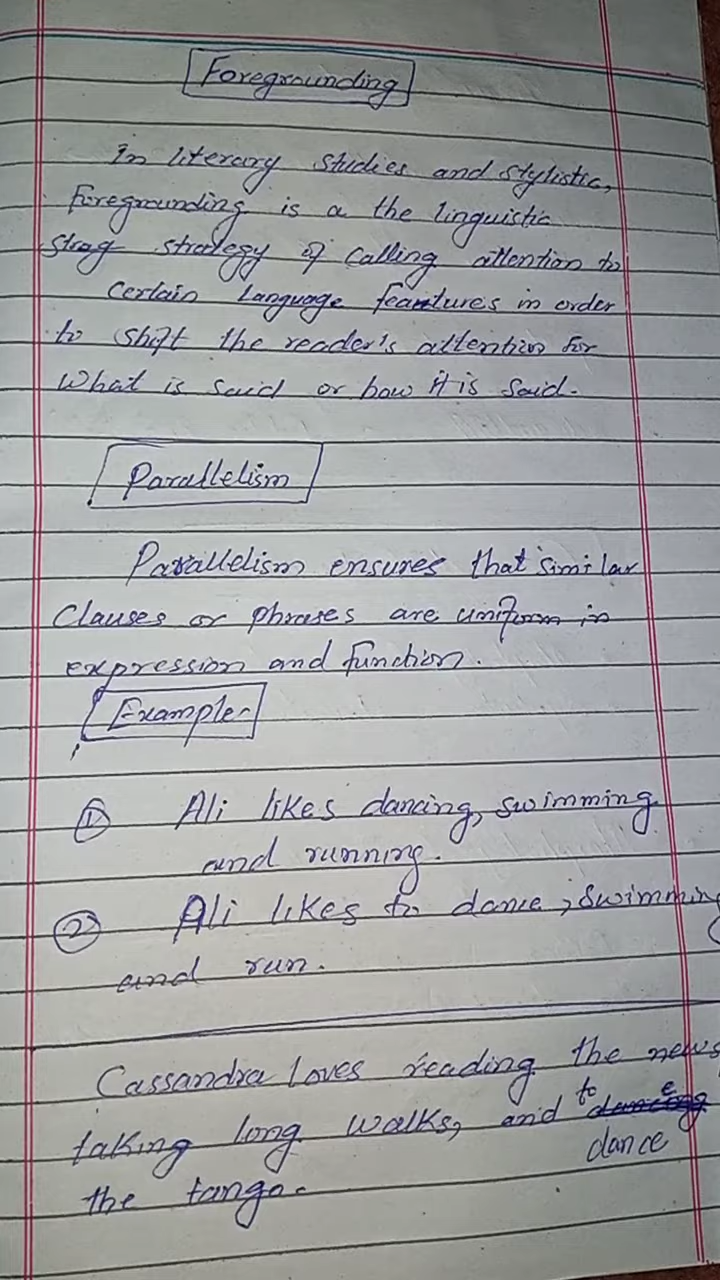 Foregrounding
In literary studies and stylistic,
Foregrounding is a the linguistic
strag strategy of calling attention to
certain language feantures in order
to shift the reader's attention for
what is said or how it is said.
Parallelism
Parallelism ensures that similar
clauses or phrases are uniform in
expression and function.
Example-
① Ali likes dancing, swimming
and running.
② Ali likes to dance, swimming
and run.
Cassandra loves reading the news,
taking long walks, and to
dance
the tango.